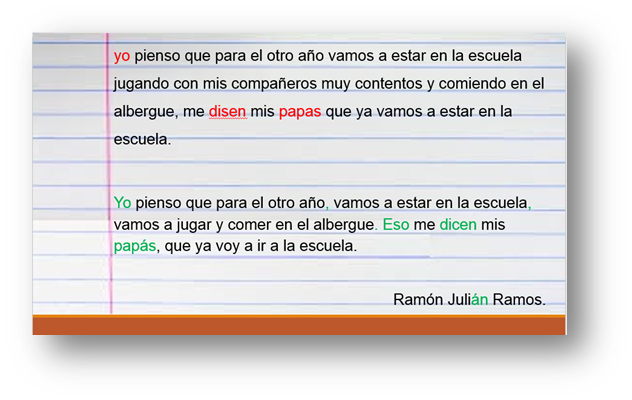 yo pienso que para el otro año vamos a estar en la escuela
jugando con mis compañeros muy contentos y comiendo en el
albergue, me disen mis papas que ya vamos a estar en la
escuela.
Yo pienso que para el otro año, vamos a estar en la escuela,
vamos a jugar y comer en el albergue. Eso me dicen mis
papás, que ya voy a ir a la escuela.
Ramón Julián Ramos.